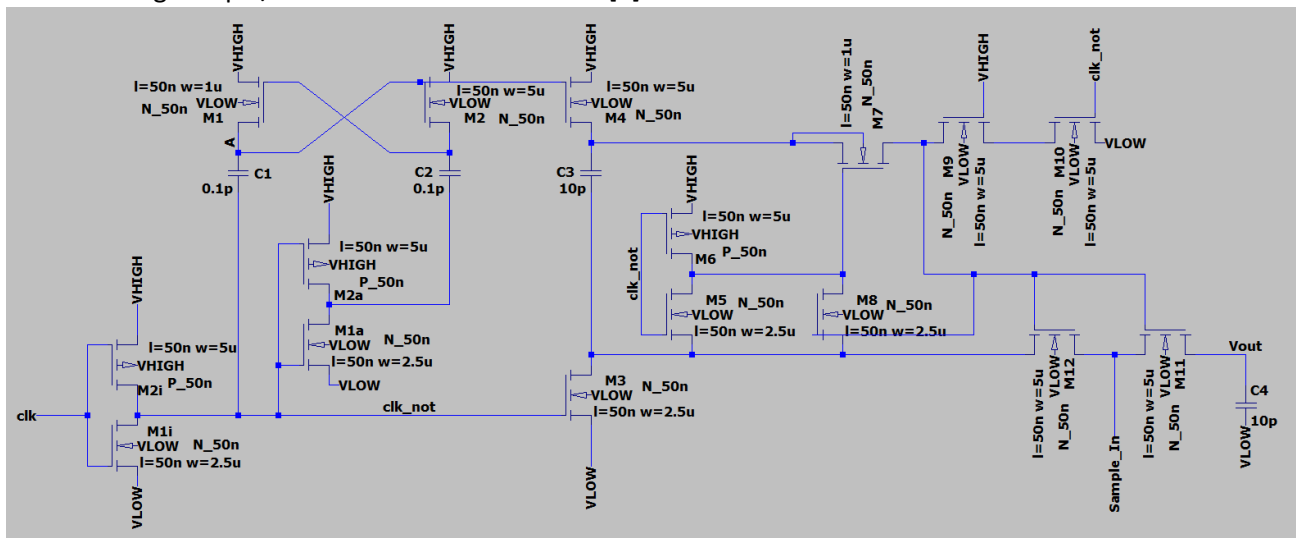 VHIGH
l=50n w=1u
N_50n
VLOW
M1
A
C1
0.1p
VHIGH
l=50n w=5u
VLOW
M2
N_50n
C2
0.1p
VHIGH
l=50n w=5u
VLOW
M4
N_50n
C3
10p
l=50n w=1u
N_50n
M7
VHIGH
M9
VLOW
N_50n
l=50n w=5u
clk_not
M10
VLOW
N_50n
l=50n w=5u
VLOW
VHIGH
l=50n w=5u
VHIGH
P_50n
M2a
M1a
N_50n
VLOW
l=50n w=2.5u
VLOW
VHIGH
l=50n w=5u
VHIGH
P_50n
M6
clk_not
M5
N_50n
VLOW
l=50n w=2.5u
M8
N_50n
VLOW
l=50n w=2.5u
VHIGH
l=50n w=5u
VHIGH
P_50n
M2i
clk
M1i
N_50n
VLOW
l=50n w=2.5u
VLOW
clk_not
M3
N_50n
VLOW
l=50n w=2.5u
VLOW
l=50n w=5u
N_50n
VLOW
M12
Sample_In
l=50n w=5u
N_50n
VLOW
M11
Vout
C4
10p
VLOW